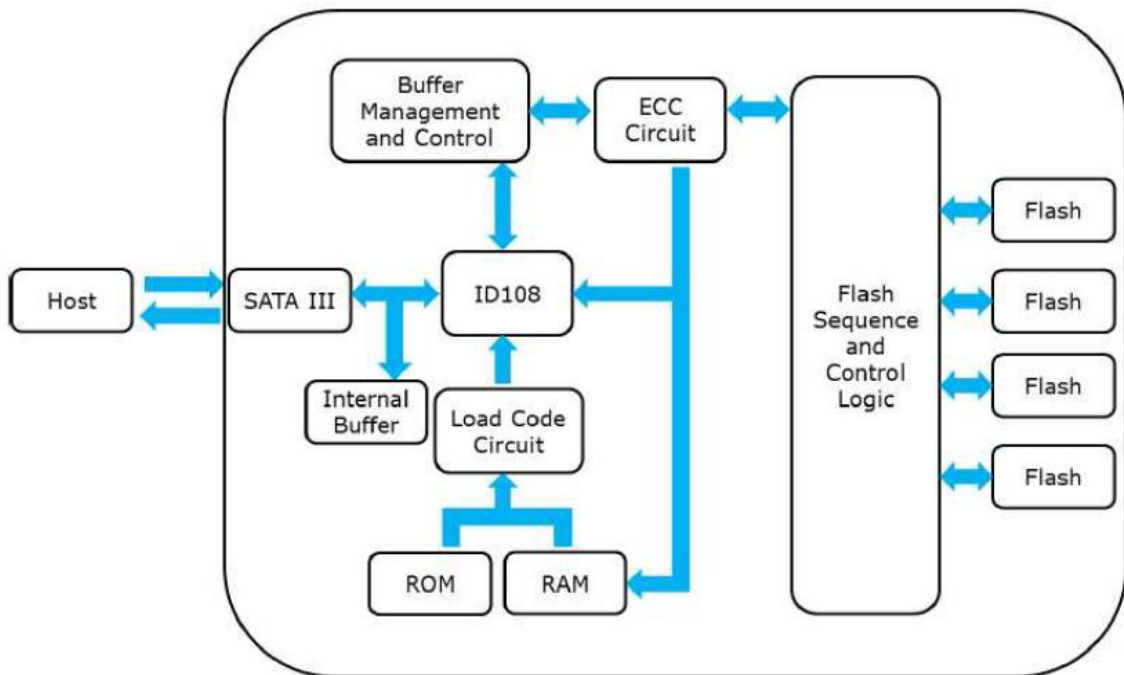 Buffer
Management
and Control
ECC
Circuit
Flash
Host
SATA III
ID108
Flash
Sequence
and
Control
Logic
Flash
Flash
Flash
Internal
Buffer
Load Code
Circuit
ROM
RAM